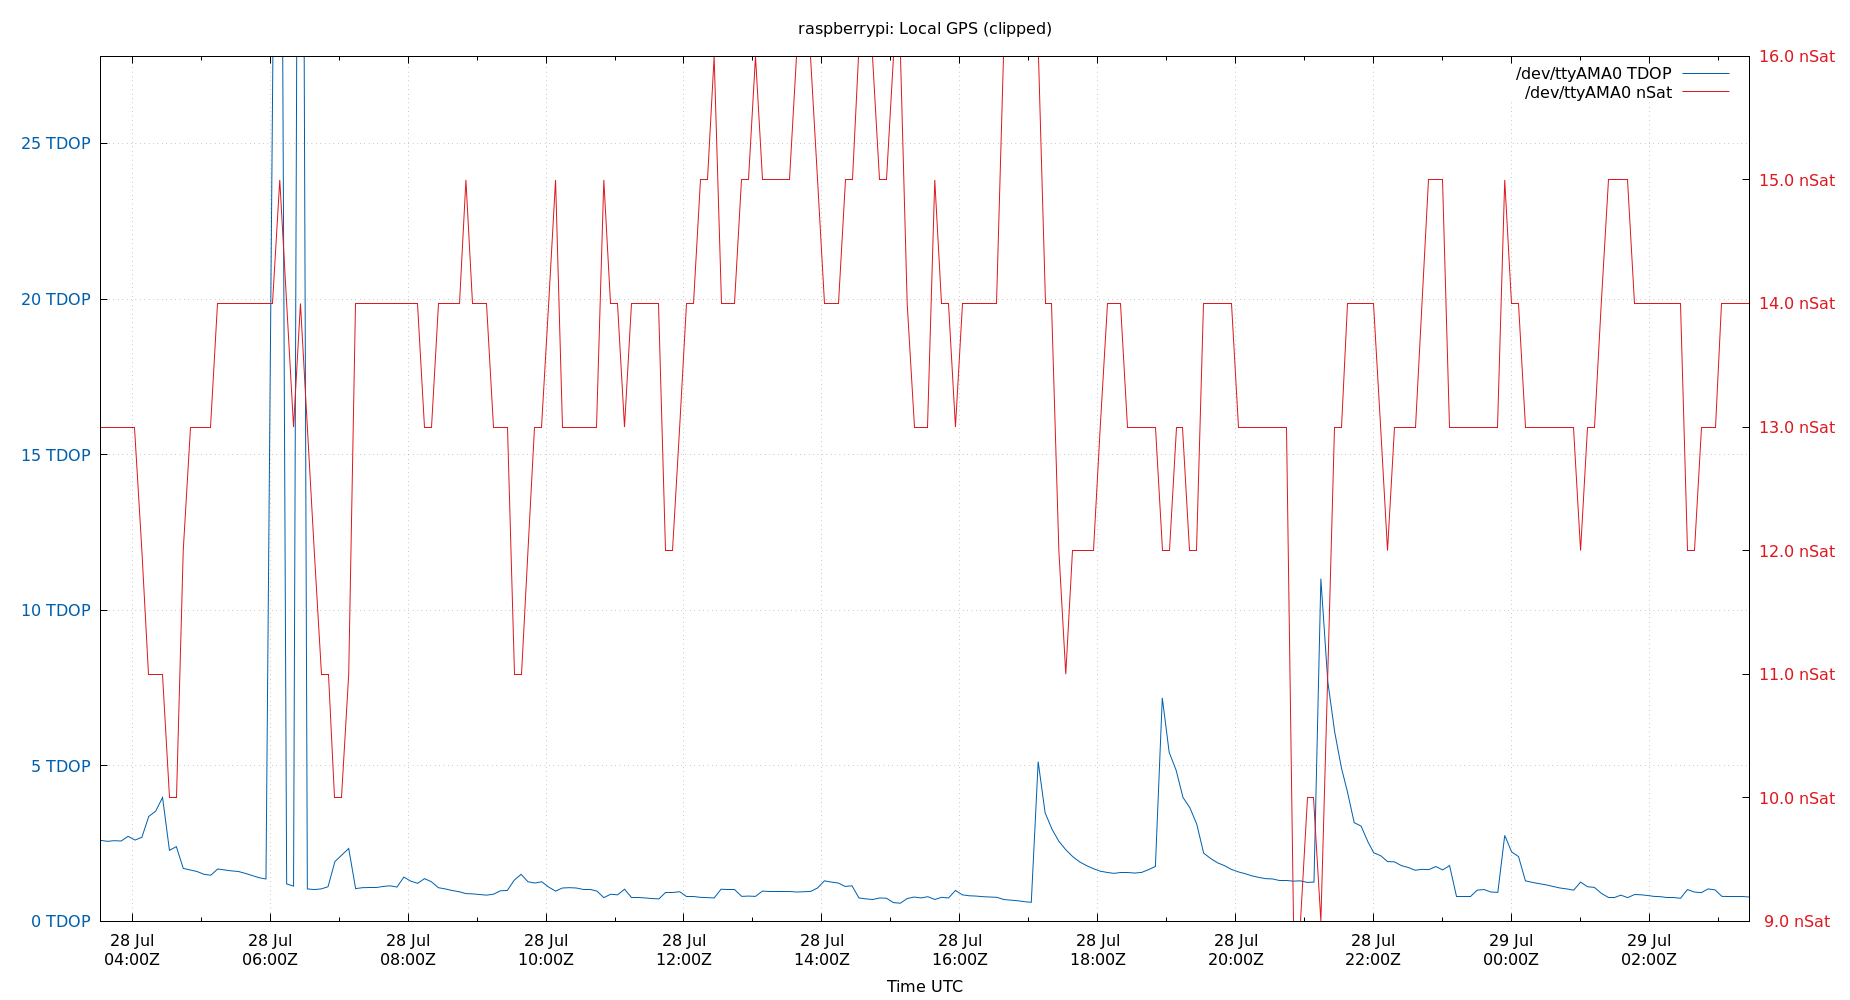 raspberrypi: Local GPS (clipped)
/dev/ttyAMA0 TDOP
/dev/ttyAMA0 nSat
25 TDOP
20 TDOP
15 TDOP
10 TDOP
5 TDOP
0 TDOP
16.0 nSat
15.0 nSat
14.0 nSat
13.0 nSat
12.0 nSat
11.0 nSat
10.0 nSat
9.0 nSat
28 Jul
04:00Z
28 Jul
06:00Z
28 Jul
08:00Z
28 Jul
10:00Z
28 Jul
12:00Z
28 Jul
14:00Z
28 Jul
16:00Z
28 Jul
18:00Z
28 Jul
20:00Z
28 Jul
22:00Z
29 Jul
00:00Z
29 Jul
02:00Z
Time UTC